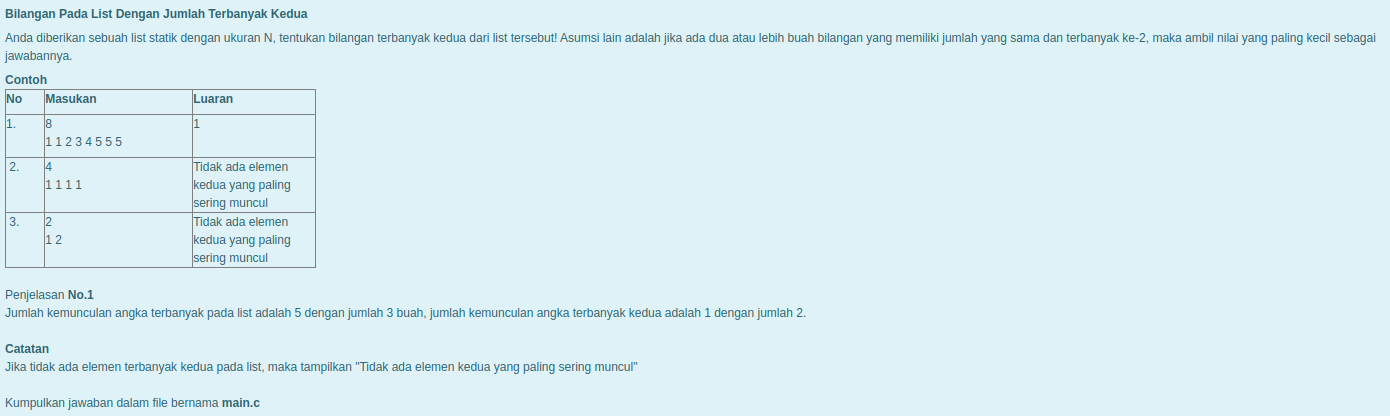 Bilangan Pada List Dengan Jumlah Terbanyak Kedua
Anda diberikan sebuah list statik dengan ukuran N, tentukan bilangan terbanyak kedua dari list tersebut! Asumsi lain adalah jika ada dua atau lebih buah bilangan yang memiliki jumlah yang sama dan terbanyak ke-2, maka ambil nilai yang paling kecil sebagai
jawabannya.
Contoh
No Masukan Luaran
1. 8 1
1 1 2 3 4 5 5 5
2. 4 Tidak ada elemen
1 1 1 1 kedua yang paling
sering muncul
3. 2 Tidak ada elemen
1 2 kedua yang paling
sering muncul
Penjelasan No.1
Jumlah kemunculan angka terbanyak pada list adalah 5 dengan jumlah 3 buah, jumlah kemunculan angka terbanyak kedua adalah 1 dengan jumlah 2.
Catatan
Jika tidak ada elemen terbanyak kedua pada list, maka tampilkan "Tidak ada elemen kedua yang paling sering muncul"
Kumpulkan jawaban dalam file bernama main.c